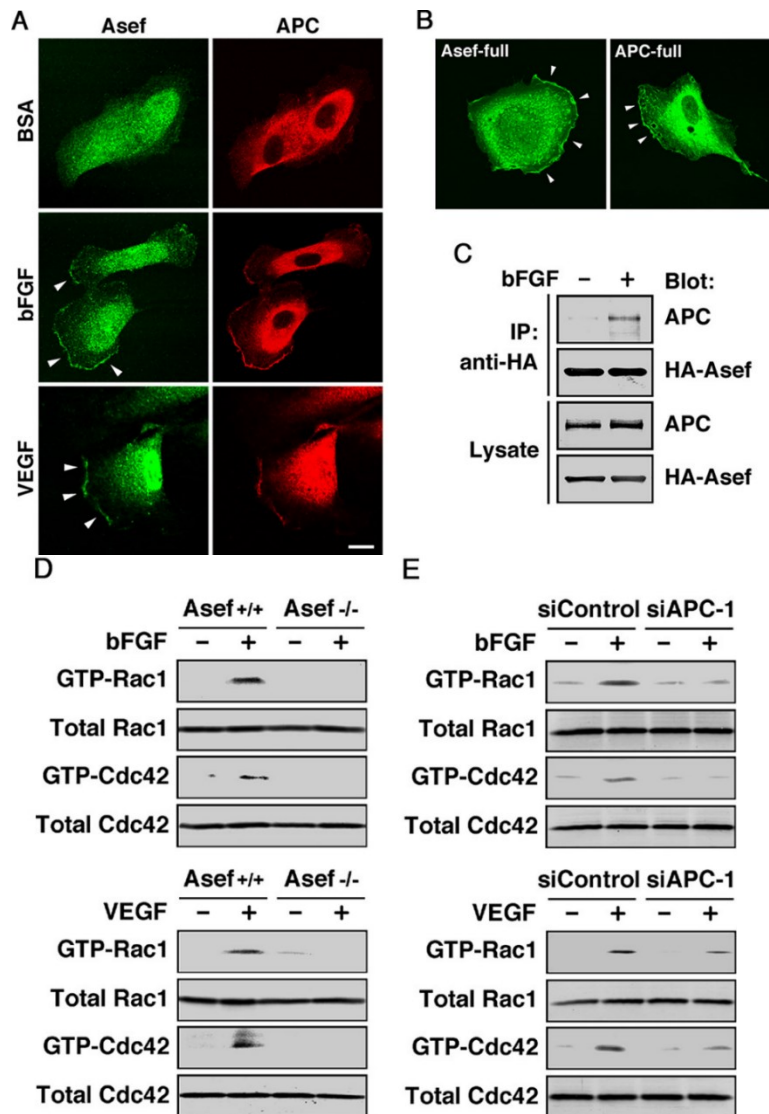 A
Asef APC
BSA
bFGF
VEGF
B
Asef-full APC-full
C
bFGF − + Blot:
IP:
anti-HA
APC
HA-Asef
Lysate
APC
HA-Asef
D
Asef +/+ Asef -/-
bFGF − + − +
GTP-Rac1
Total Rac1
GTP-Cdc42
Total Cdc42
Asef +/+ Asef -/-
VEGF − + − +
GTP-Rac1
Total Rac1
GTP-Cdc42
Total Cdc42
E
siControl siAPC-1
bFGF − + − +
GTP-Rac1
Total Rac1
GTP-Cdc42
Total Cdc42
siControl siAPC-1
VEGF − + − +
GTP-Rac1
Total Rac1
GTP-Cdc42
Total Cdc42